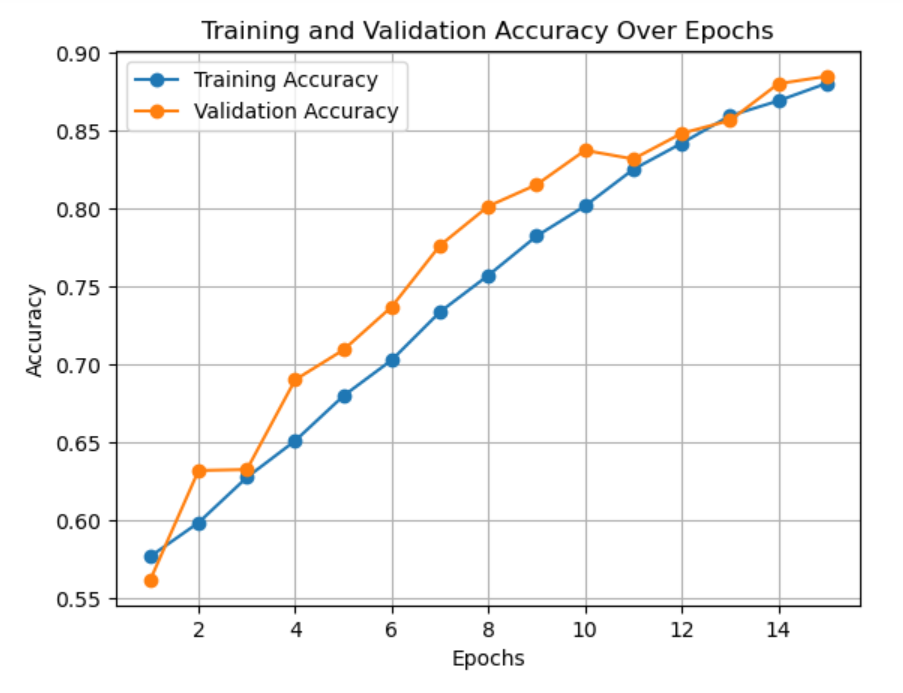 Training and Validation Accuracy Over Epochs
0.90
Training Accuracy
Validation Accuracy
0.85
0.80
0.75
0.70
0.65
0.60
0.55
Accuracy
2 4 6 8 10 12 14
Epochs